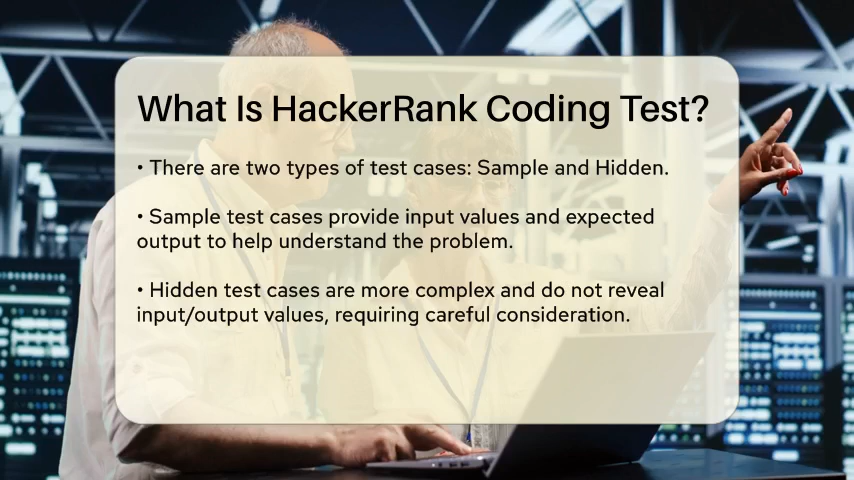 What Is HackerRank Coding Test?
• There are two types of test cases: Sample and Hidden.
• Sample test cases provide input values and expected
output to help understand the problem.
• Hidden test cases are more complex and do not reveal
input/output values, requiring careful consideration.